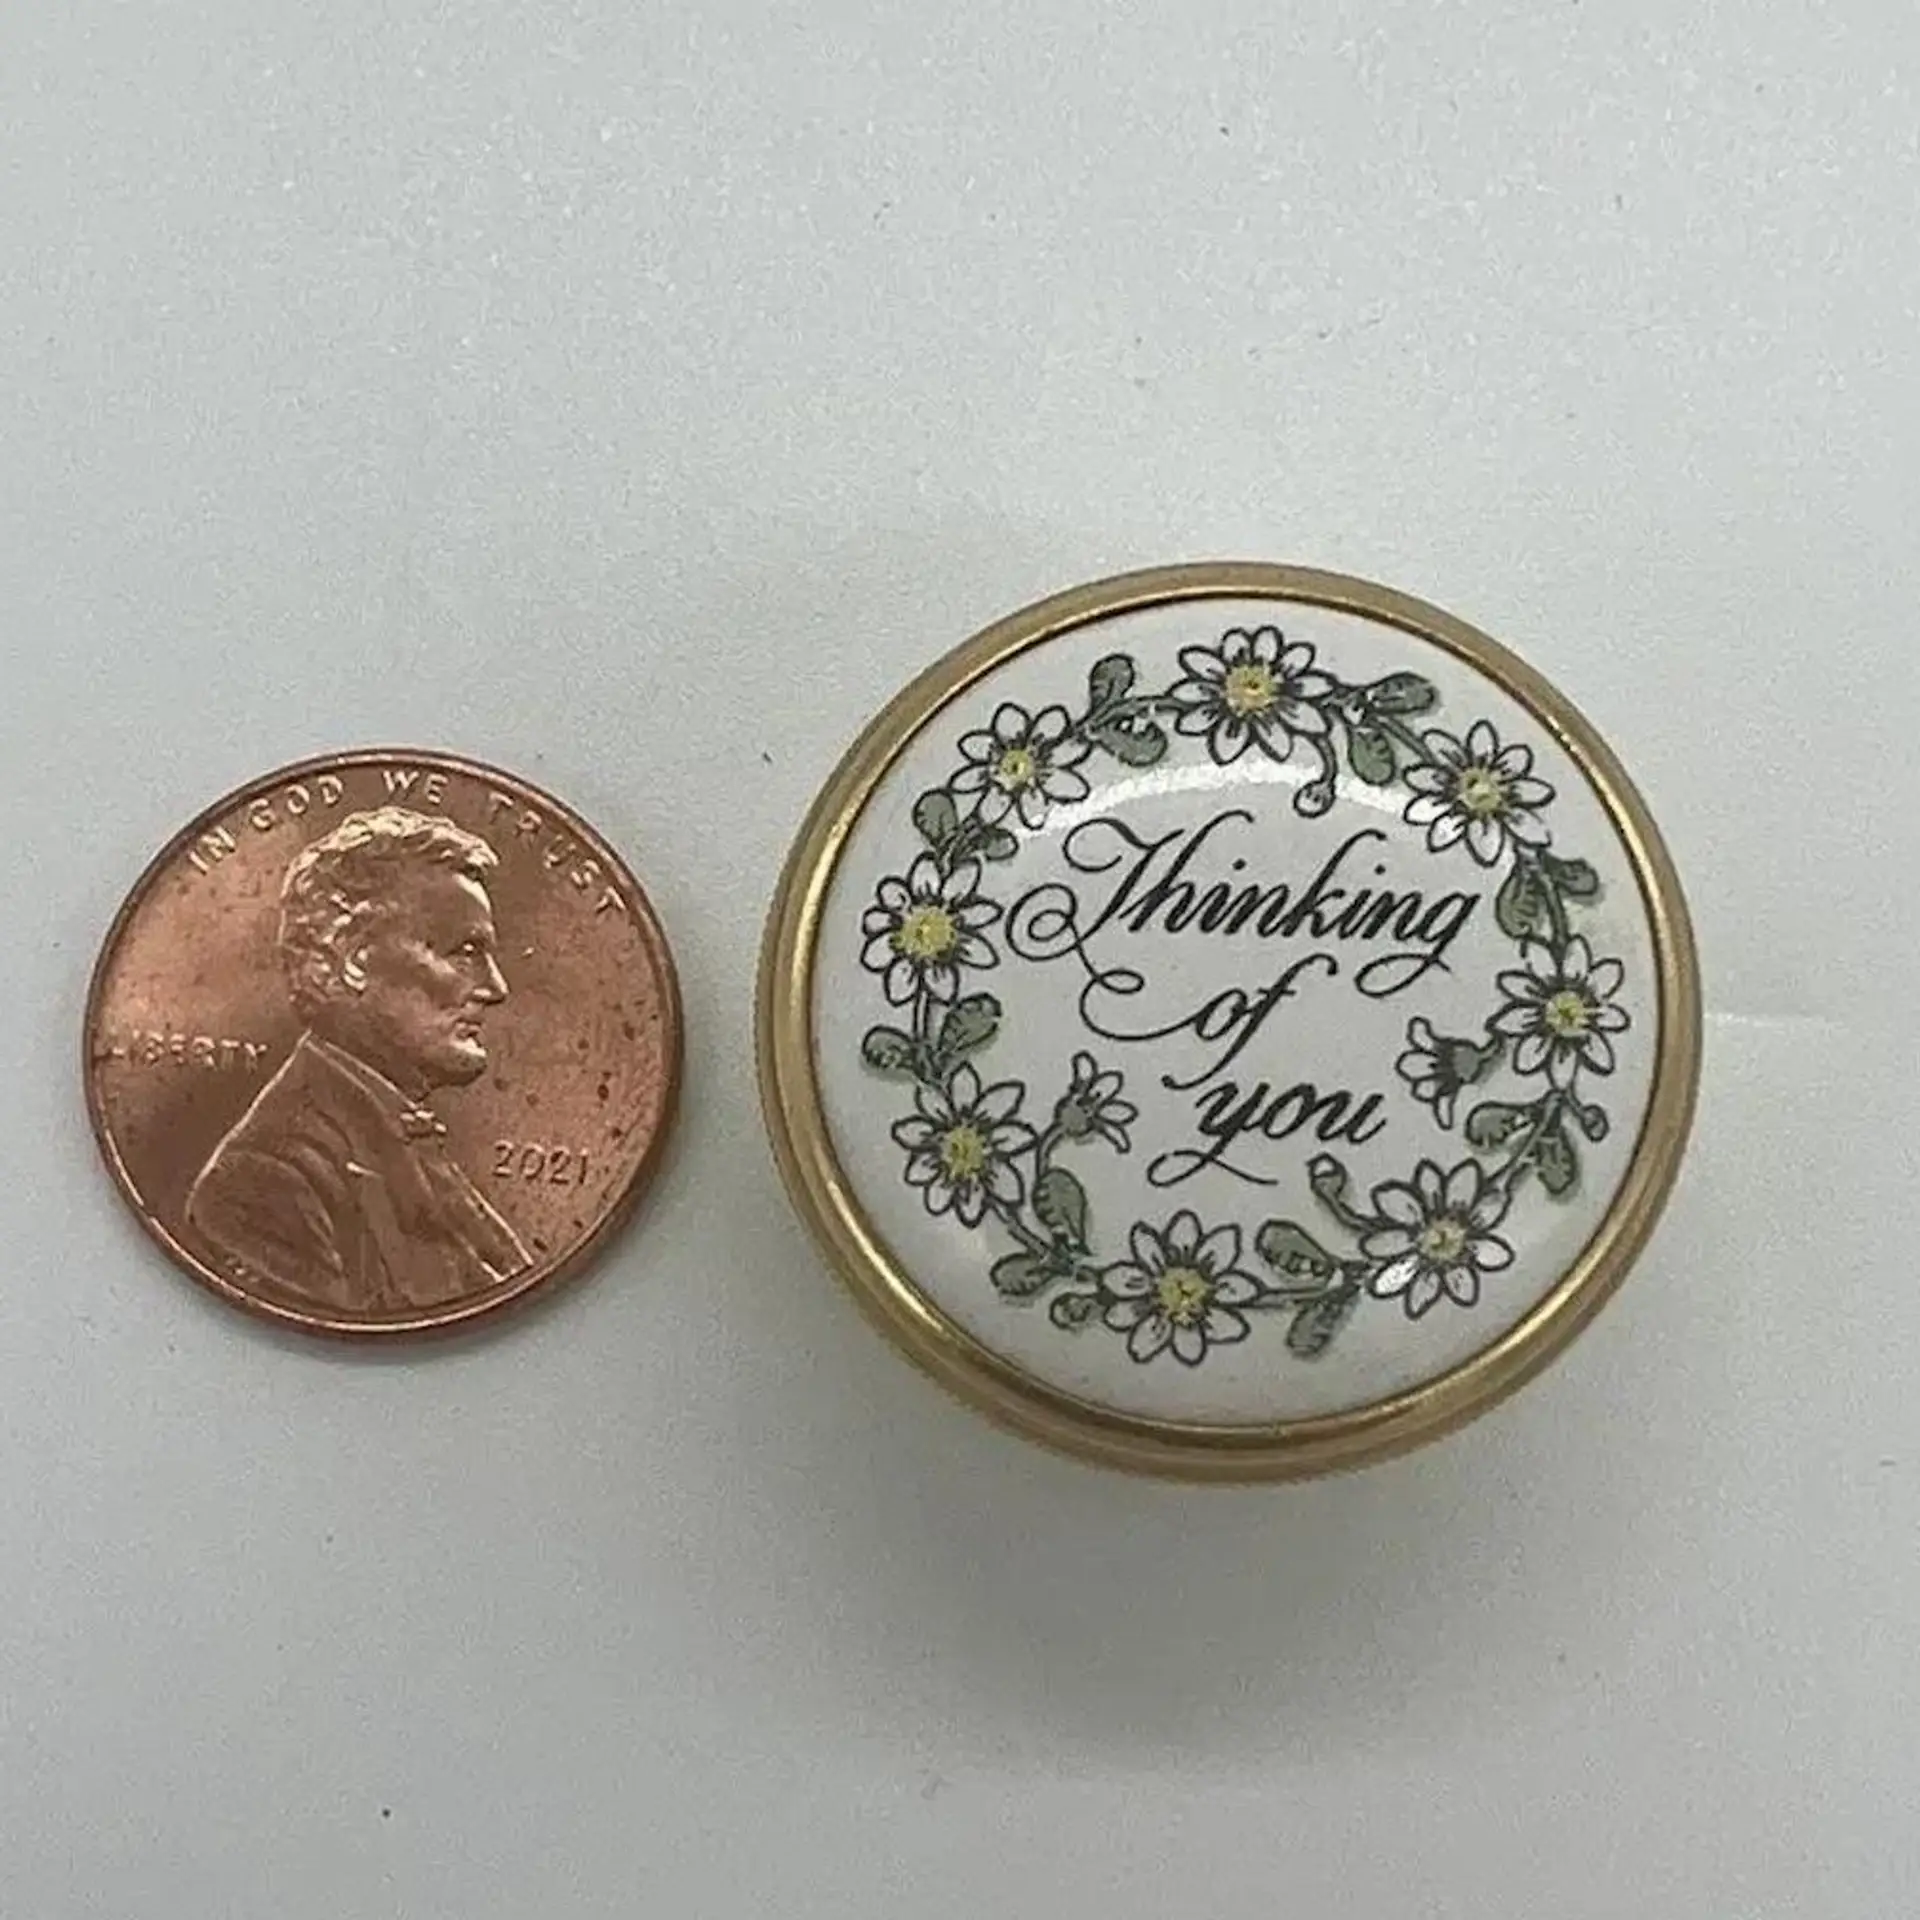 IN GOD WE TRUST
LIBERTY
2021
Thinking
of
you